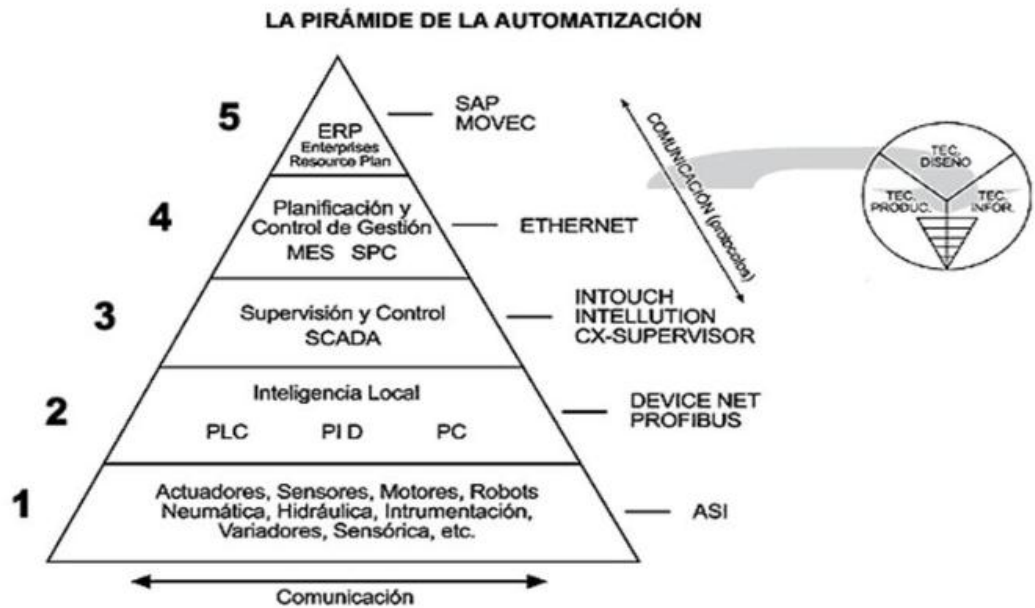 LA PIRÁMIDE DE LA AUTOMATIZACIÓN
5
ERP
Enterprises
Resource Plan
SAP
MOVEC
4
Planificación y
Control de Gestión
MES SPC
ETHERNET
3
Supervisión y Control
SCADA
INTOUCH
INTELLUTION
CX-SUPERVISOR
2
Inteligencia Local
PLC PI D PC
DEVICE NET
PROFIBUS
1
Actuadores, Sensores, Motores, Robots
Neumática, Hidráulica, Intrumentación,
Variadores, Sensórica, etc.
ASI
Comunicación
COMUNICACIÓN (protocolos)
TEC.
DISENO
TEC.
PRODUC.
TEC.
INFOR.